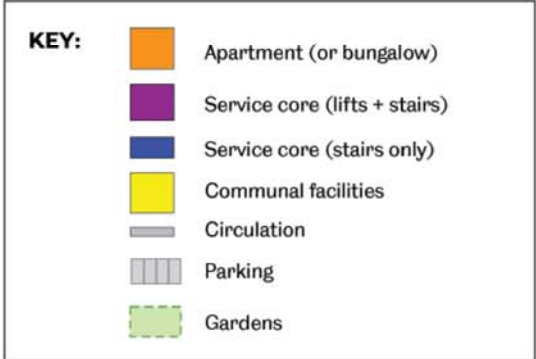 KEY:
Apartment (or bungalow)
Service core (lifts + stairs)
Service core (stairs only)
Communal facilities
Circulation
Parking
Gardens